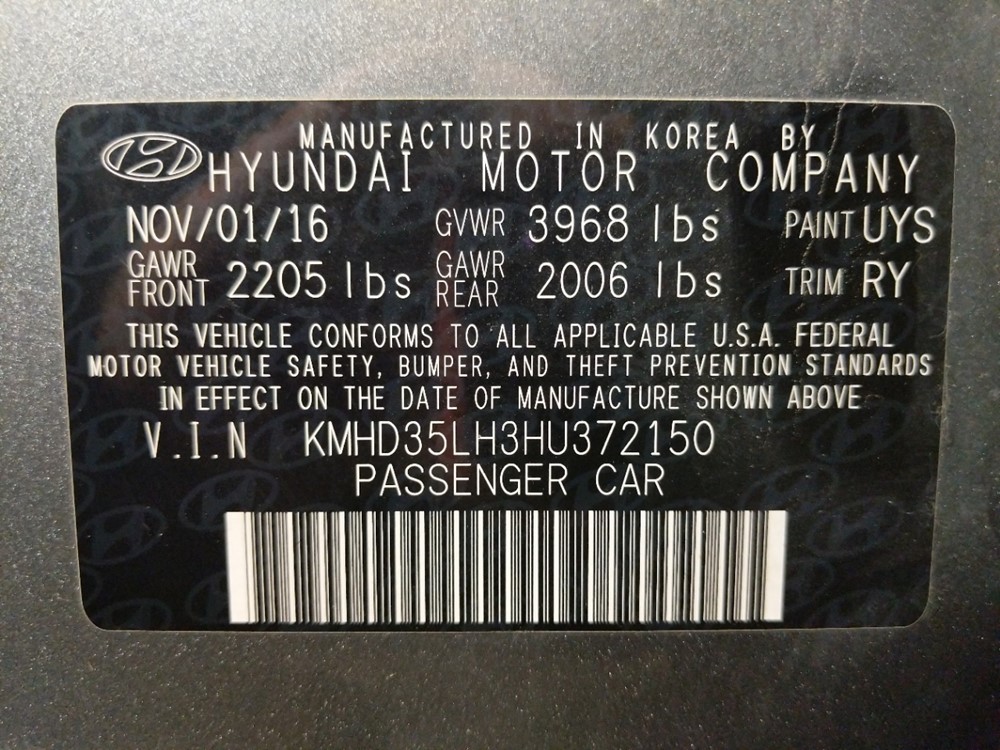 MANUFACTURED IN KOREA BY
HYUNDAI MOTOR COMPANY
NOV/01/16 GVWR 3968 lbs PAINT UYS
GAWR FRONT 2205 lbs GAWR REAR 2006 lbs TRIM RY
THIS VEHICLE CONFORMS TO ALL APPLICABLE U.S.A. FEDERAL
MOTOR VEHICLE SAFETY, BUMPER, AND THEFT PREVENTION STANDARDS
IN EFFECT ON THE DATE OF MANUFACTURE SHOWN ABOVE
V.I.N KMHD35LH3HU372150
PASSENGER CAR